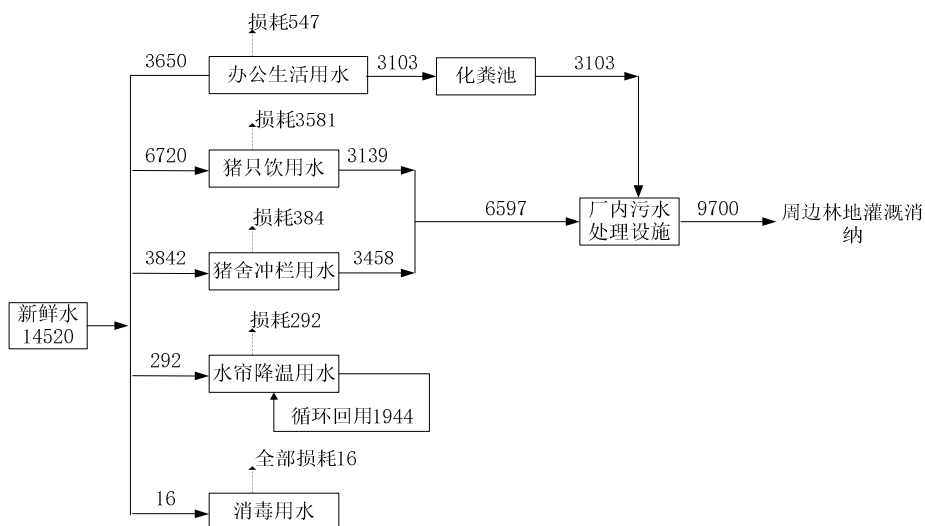 损耗547
3650
办公生活用水
3103
化粪池
3103
损耗3581
6720
猪只饮用水
3139
6597
厂内污水
处理设施
9700
周边林地灌溉消
纳
损耗384
3842
猪舍冲栏用水
3458
新鲜水
14520
损耗292
292
水帘降温用水
循环回用1944
全部损耗16
16
消毒用水